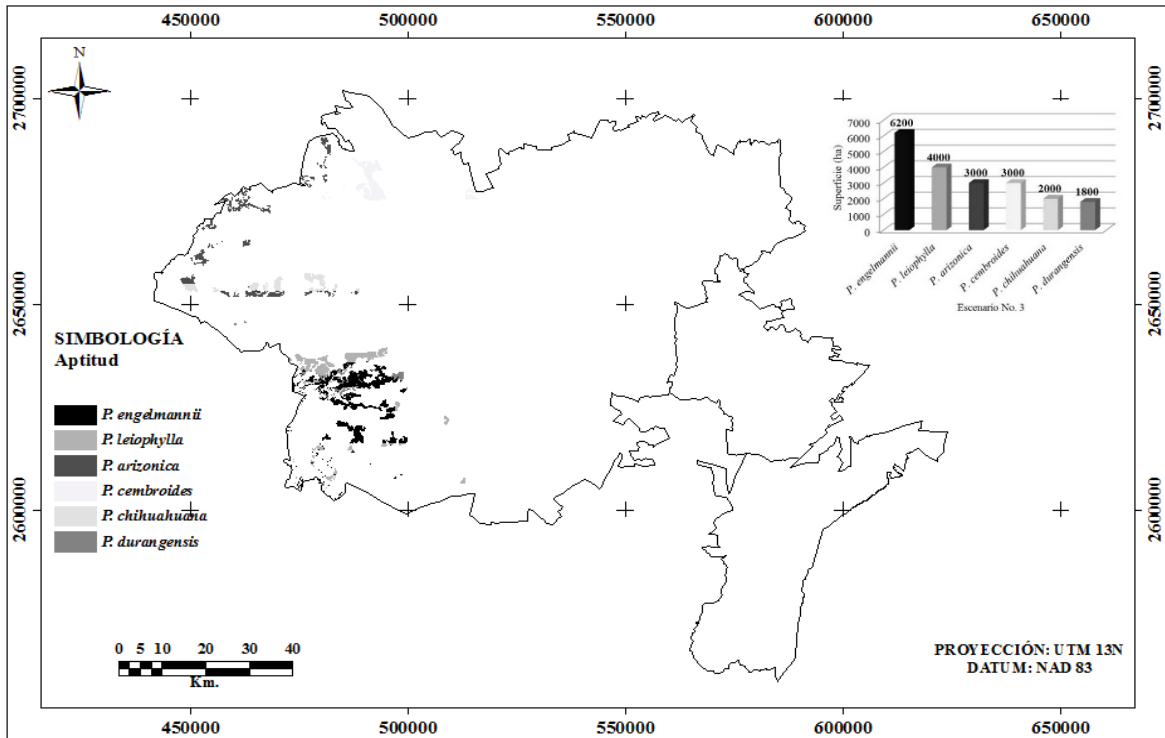 450000 500000 550000 600000 650000
N
2700000 2700000
7000
6000
5000
4000
3000
2000
1000
0
Superficie (ha)
6200
4000
3000
3000
2000
1800
P. engelmannii
P. leiophylla
P. arizonica
P. cembroides
P. chihuahuana
P. durangensis
Escenario No. 3
2650000 2650000
SIMBOLOGÍA
Aptitud
P. engelmannii
P. leiophylla
P. arizonica
P. cembroides
P. chihuahuana
P. durangensis
2600000 2600000
0 5 10 20 30 40
Km.
PROYECCIÓN: UTM 13N
DATUM: NAD 83
450000 500000 550000 600000 650000